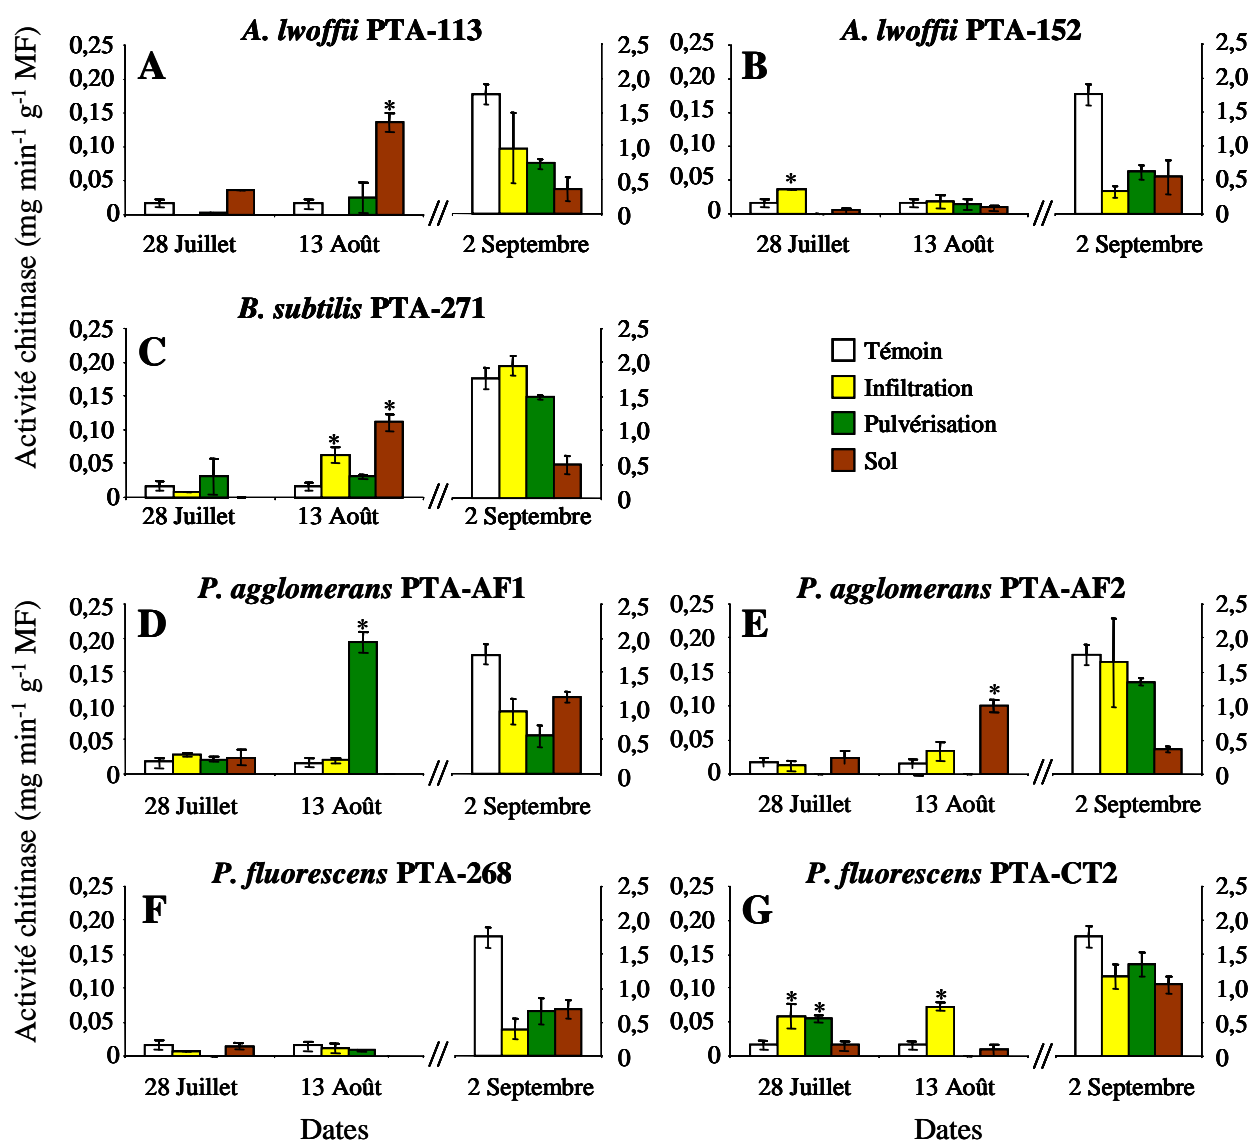 A. lwoffii PTA-113
A
0,25
0,20
0,15
0,10
0,05
0
2,5
2,0
1,5
1,0
0,5
0
*
//
28 Juillet
13 Août
2 Septembre
A. lwoffii PTA-152
B
0,25
0,20
0,15
0,10
0,05
0
2,5
2,0
1,5
1,0
0,5
0
*
//
28 Juillet
13 Août
2 Septembre
Activité chitinase (mg min-1 g-1 MF)
B. subtilis PTA-271
C
0,25
0,20
0,15
0,10
0,05
0
2,5
2,0
1,5
1,0
0,5
0
*
*
//
28 Juillet
13 Août
2 Septembre
Témoin
Infiltration
Pulvérisation
Sol
P. agglomerans PTA-AF1
D
0,25
0,20
0,15
0,10
0,05
0
2,5
2,0
1,5
1,0
0,5
0
*
//
28 Juillet
13 Août
2 Septembre
P. agglomerans PTA-AF2
E
0,25
0,20
0,15
0,10
0,05
0
2,5
2,0
1,5
1,0
0,5
0
*
//
28 Juillet
13 Août
2 Septembre
Activité chitinase (mg min-1 g-1 MF)
P. fluorescens PTA-268
F
0,25
0,20
0,15
0,10
0,05
0
2,5
2,0
1,5
1,0
0,5
0
//
28 Juillet
13 Août
2 Septembre
Dates
P. fluorescens PTA-CT2
G
0,25
0,20
0,15
0,10
0,05
0
2,5
2,0
1,5
1,0
0,5
0
*
*
*
//
28 Juillet
13 Août
2 Septembre
Dates